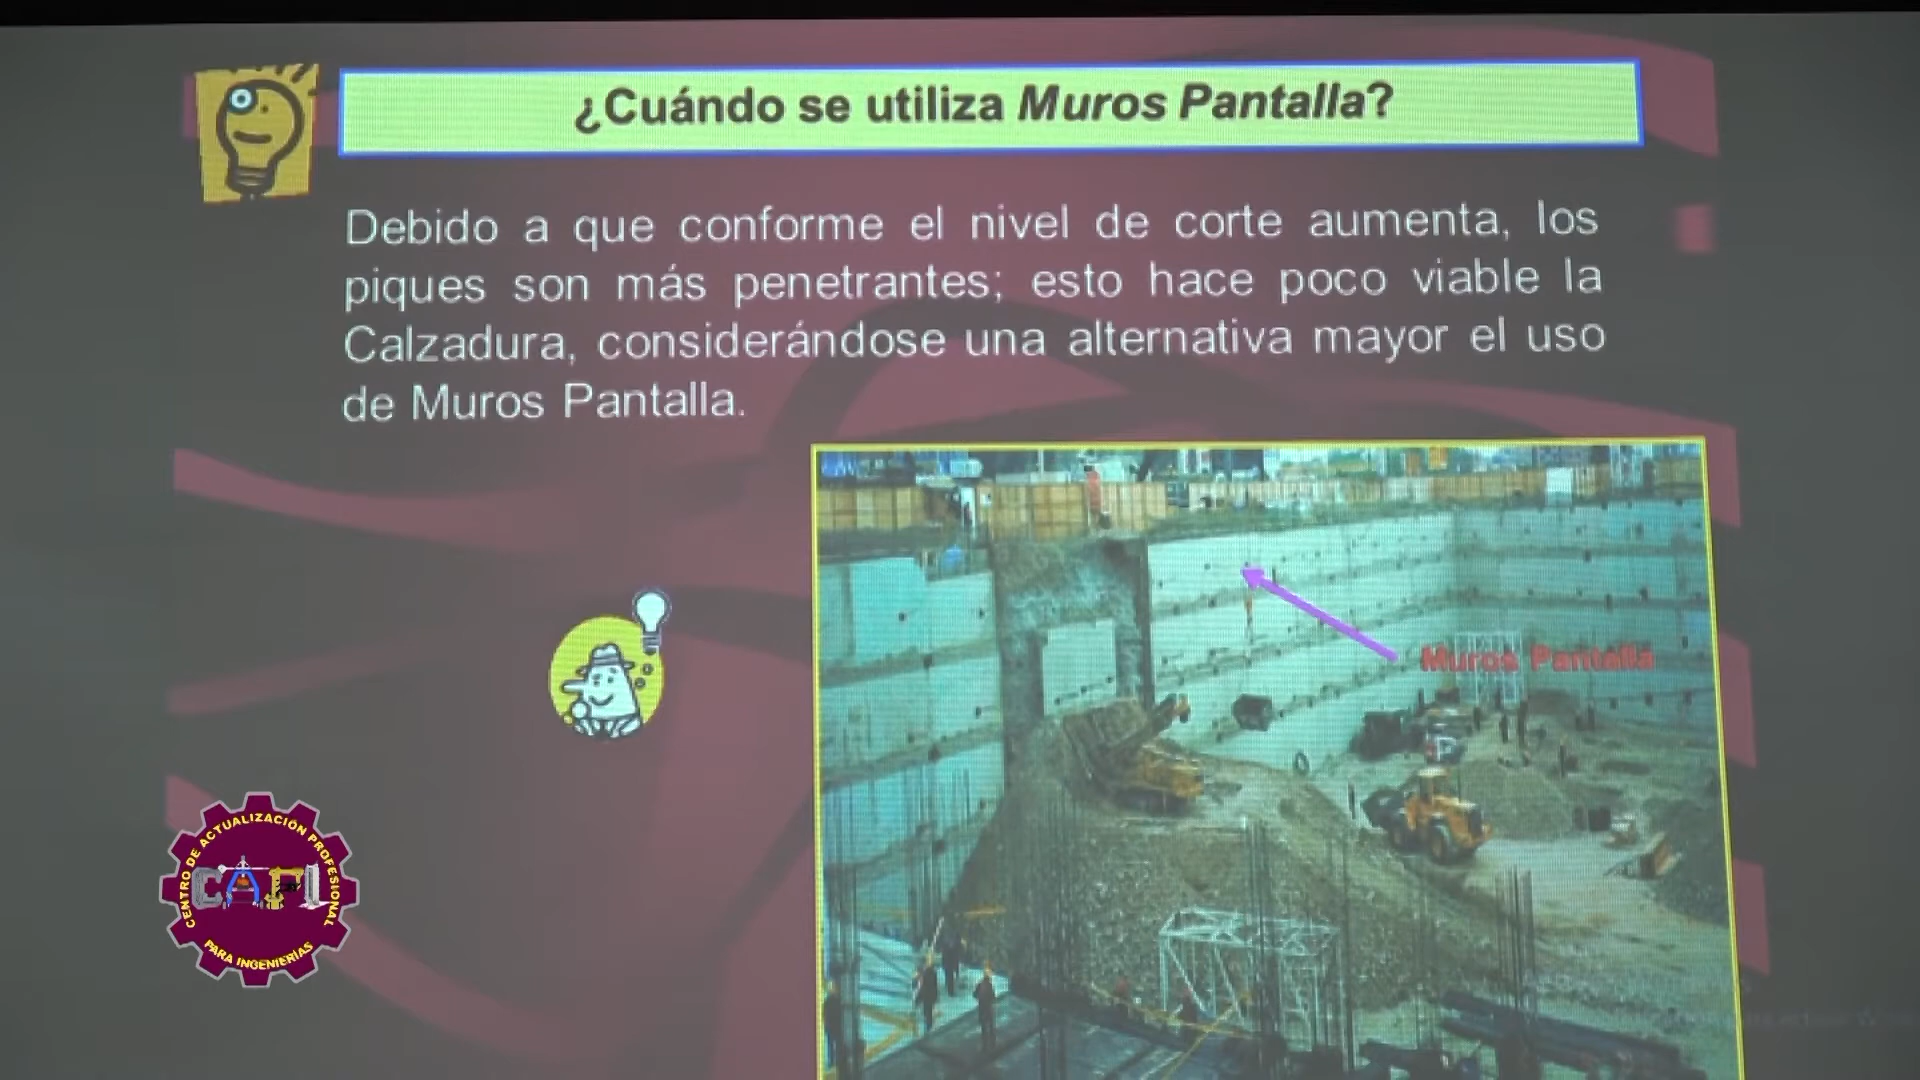 ¿Cuándo se utiliza Muros Pantalla?
Debido a que conforme el nivel de corte aumenta, los
piques son más penetrantes; esto hace poco viable la
Calzadura, considerándose una alternativa mayor el uso
de Muros Pantalla.
Muros Pantalla
CENTRO DE ACTUALIZACIÓN PROFESIONAL
CAPI
PARA INGENIERÍAS